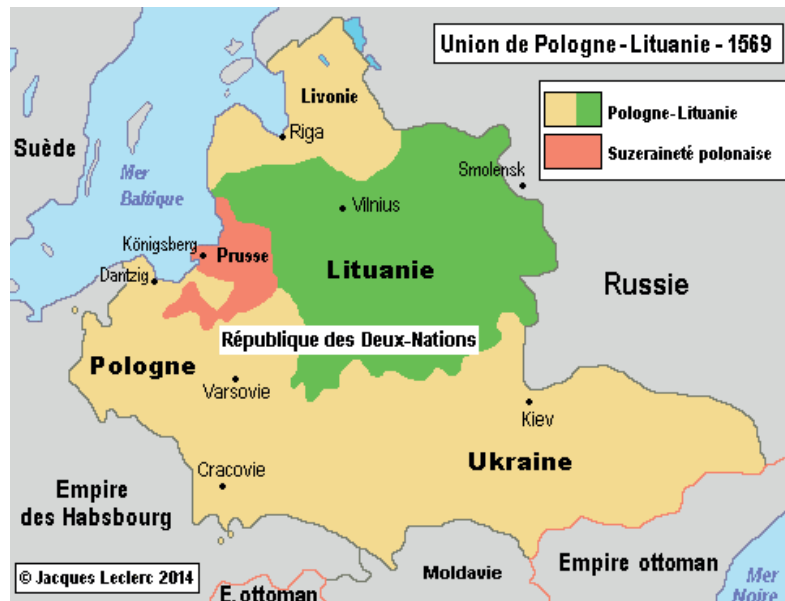 Union de Pologne-Lituanie - 1569
Pologne-Lituanie
Suzeraineté polonaise
Livonie
Riga
Suède
Mer
Baltique
Smolensk
Vilnius
Königsberg
Prusse
Dantzig
Lituanie
Russie
République des Deux-Nations
Pologne
Varsovie
Kiev
Ukraine
Cracovie
Empire
des Habsbourg
Empire ottoman
Moldavie
© Jacques Leclerc 2014
E. ottoman
Mer
Noire